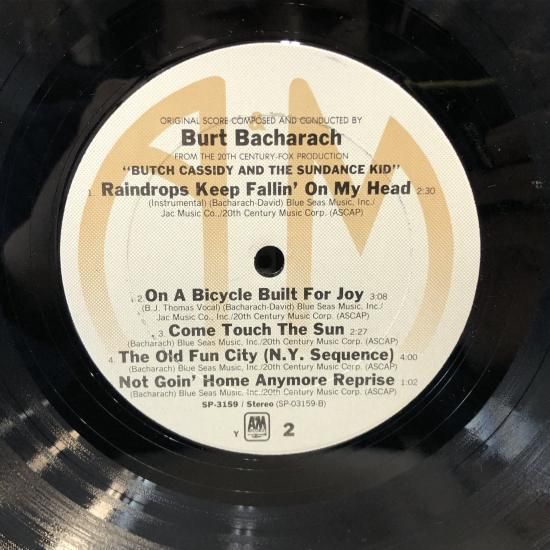 ORIGINAL SCORE COMPOSED AND CONDUCTED BY
Burt Bacharach
FROM THE 20TH CENTURY-FOX PRODUCTION
"BUTCH CASSIDY AND THE SUNDANCE KID"
1. Raindrops Keep Fallin' On My Head 2:30
(Instrumental) (Bacharach-David) Blue Seas Music, Inc./
Jac Music Co.,/20th Century Music Corp. (ASCAP)
2. On A Bicycle Built For Joy 3:08
(B.J. Thomas Vocal) (Bacharach-David) Blue Seas Music, Inc./
Jac Music Co., Inc./20th Century Music Corp. (ASCAP)
3. Come Touch The Sun 2:27
(Bacharach) Blue Seas Music, Inc./20th Century Music Corp. (ASCAP)
4. The Old Fun City (N.Y. Sequence) 4:00
(Bacharach) Blue Seas Music, Inc./20th Century Music Corp. (ASCAP)
Not Goin' Home Anymore Reprise 1:02
(Bacharach) Blue Seas Music, Inc./20th Century Music Corp. (ASCAP)
SP-3159 / Stereo (SP-03159-B)
Y A&M 2